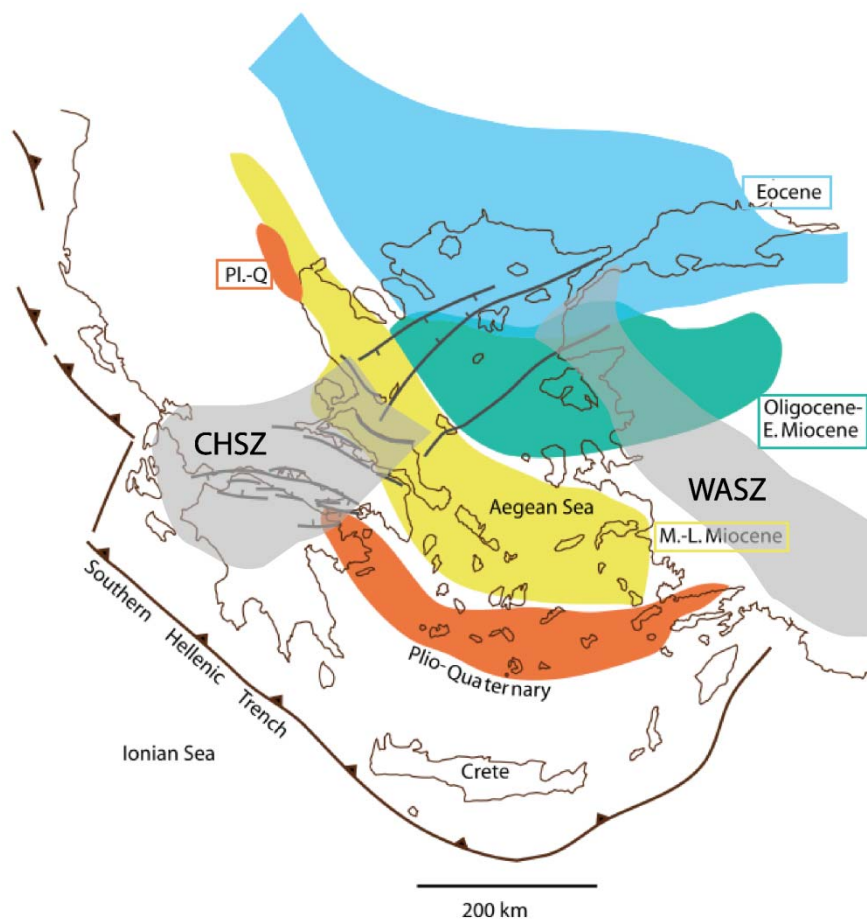 Eocene
Pl.-Q
Oligocene-
E. Miocene
CHSZ
WASZ
Aegean Sea
M.-L. Miocene
Southern Hellenic Trench
Plio-Quaternary
Ionian Sea
Crete
200 km